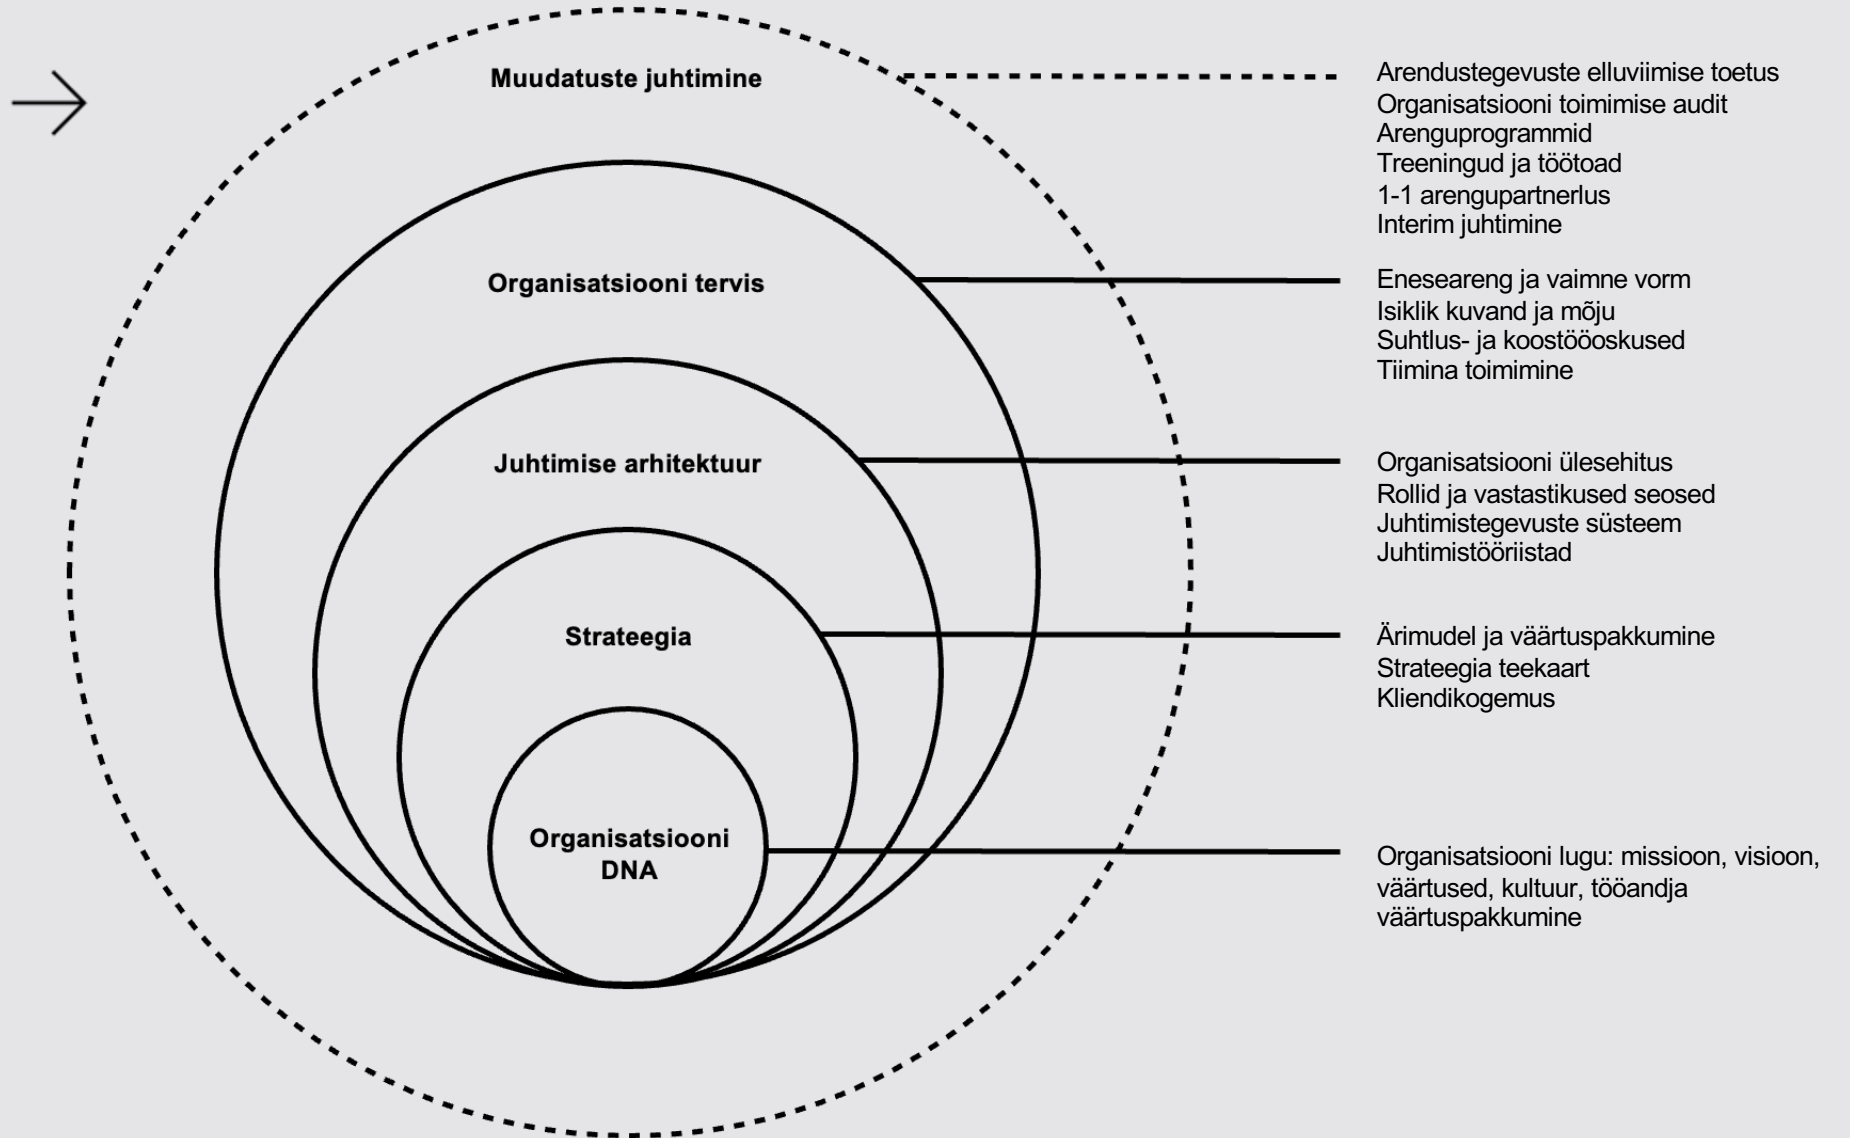 Muudatuste juhtimine
Arendustegevuste elluviimise toetus
Organisatsiooni toimimise audit
Arenguprogrammid
Treeningud ja töötoad
1-1 arengupartnerlus
Interim juhtimine
Organisatsiooni tervis
Eneseareng ja vaimne vorm
Isiklik kuvand ja mõju
Suhtlus- ja koostööoskused
Tiimina toimimine
Juhtimise arhitektuur
Organisatsiooni ülesehitus
Rollid ja vastastikused seosed
Juhtimistegevuste süsteem
Juhtimistööriistad
Strateegia
Ärimudel ja väärtuspakkumine
Strateegia teekaart
Kliendikogemus
Organisatsiooni
DNA
Organisatsiooni lugu: missioon, visioon,
väärtused, kultuur, tööandja
väärtuspakkumine